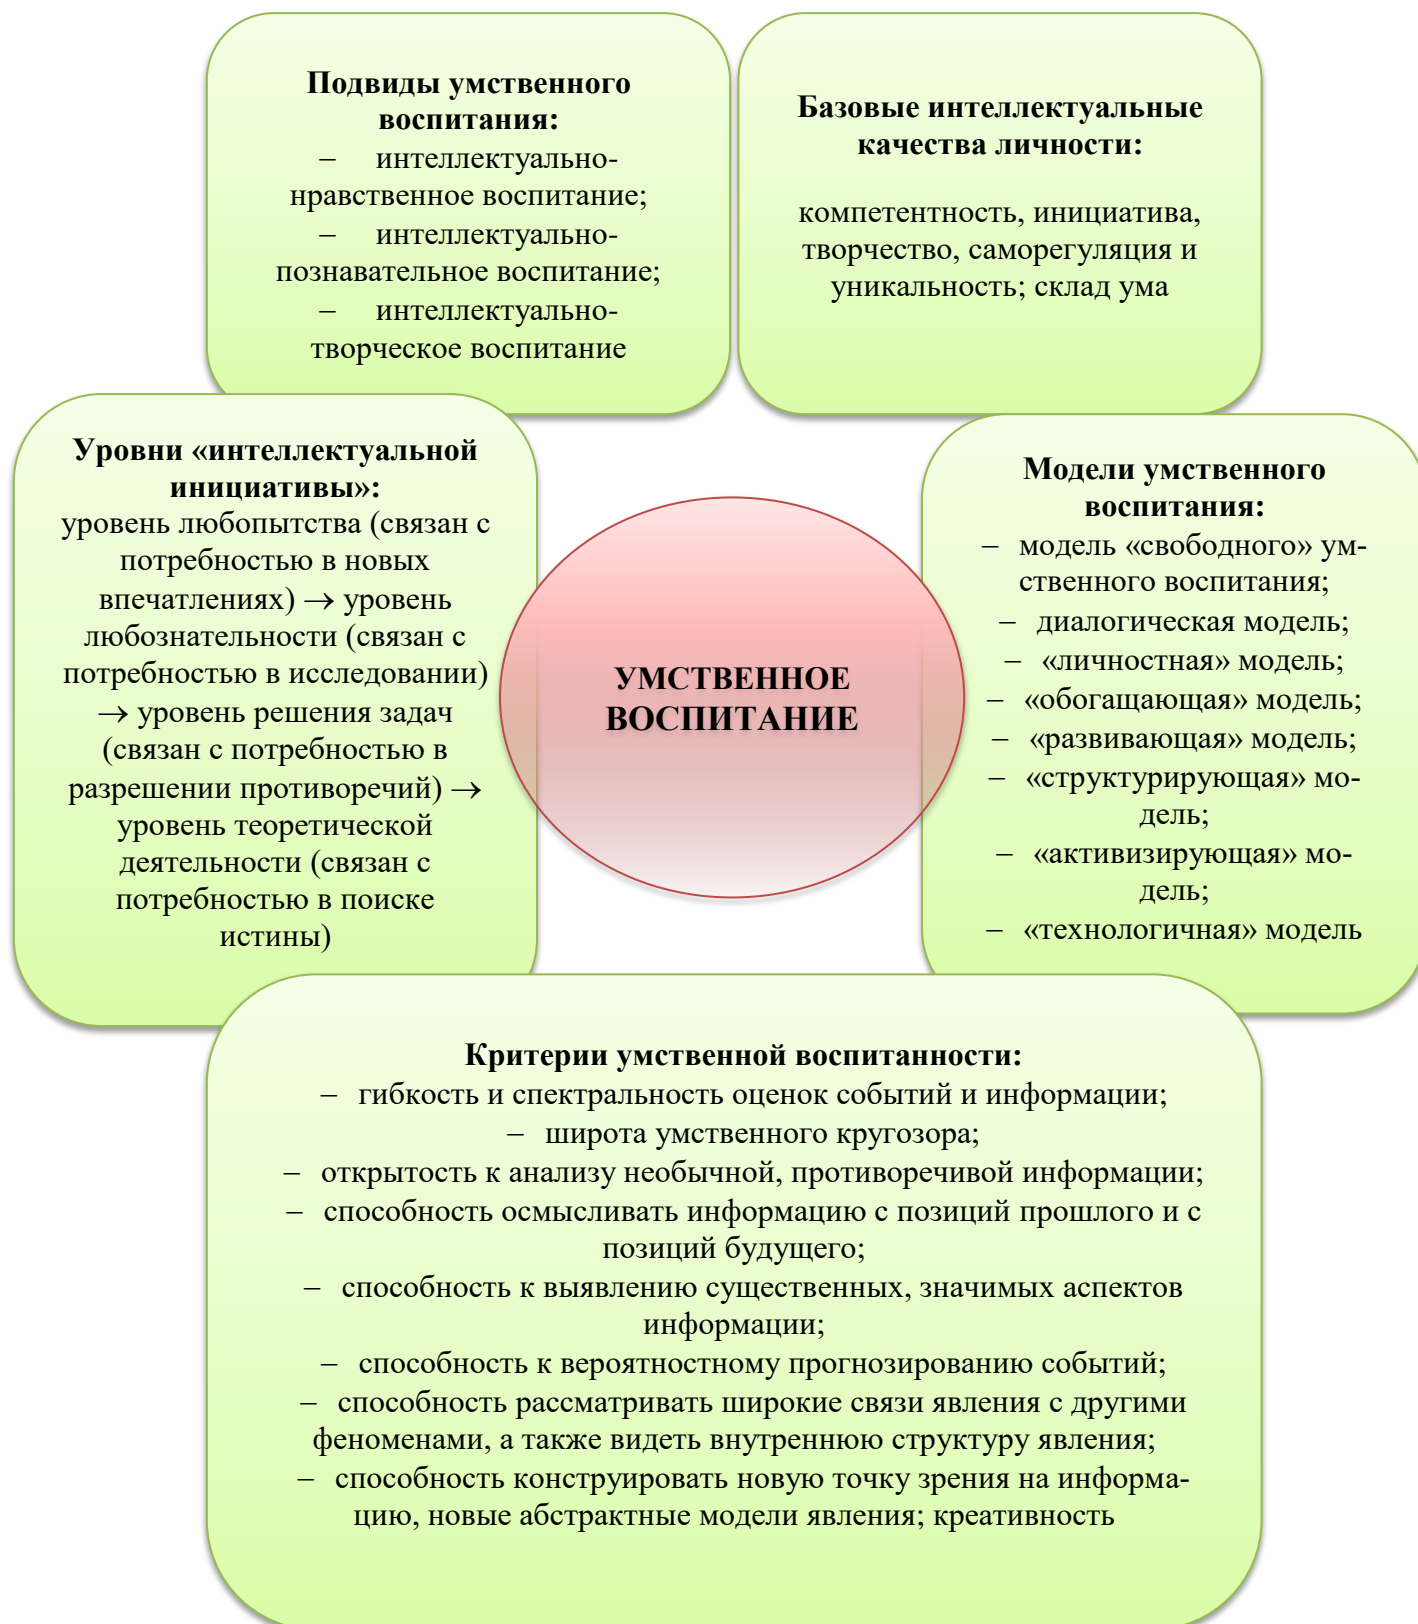 Подвиды умственного
воспитания:
– интеллектуально-
нравственное воспитание;
– интеллектуально-
познавательное воспитание;
– интеллектуально-
творческое воспитание
Базовые интеллектуальные
качества личности:
компетентность, инициатива,
творчество, саморегуляция и
уникальность; склад ума
Уровни «интеллектуальной
инициативы»:
уровень любопытства (связан с
потребностью в новых
впечатлениях) → уровень
любознательности (связан с
потребностью в исследовании)
→ уровень решения задач
(связан с потребностью в
разрешении противоречий) →
уровень теоретической
деятельности (связан с
потребностью в поиске
истины)
УМСТВЕННОЕ
ВОСПИТАНИЕ
Модели умственного
воспитания:
– модель «свободного» ум-
ственного воспитания;
– диалогическая модель;
– «личностная» модель;
– «обогащающая» модель;
– «развивающая» модель;
– «структурирующая» мо-
дель;
– «активизирующая» мо-
дель;
– «технологичная» модель
Критерии умственной воспитанности:
– гибкость и спектральность оценок событий и информации;
– широта умственного кругозора;
– открытость к анализу необычной, противоречивой информации;
– способность осмысливать информацию с позиций прошлого и с
позиций будущего;
– способность к выявлению существенных, значимых аспектов
информации;
– способность к вероятностному прогнозированию событий;
– способность рассматривать широкие связи явления с другими
феноменами, а также видеть внутреннюю структуру явления;
– способность конструировать новую точку зрения на информа-
цию, новые абстрактные модели явления; креативность